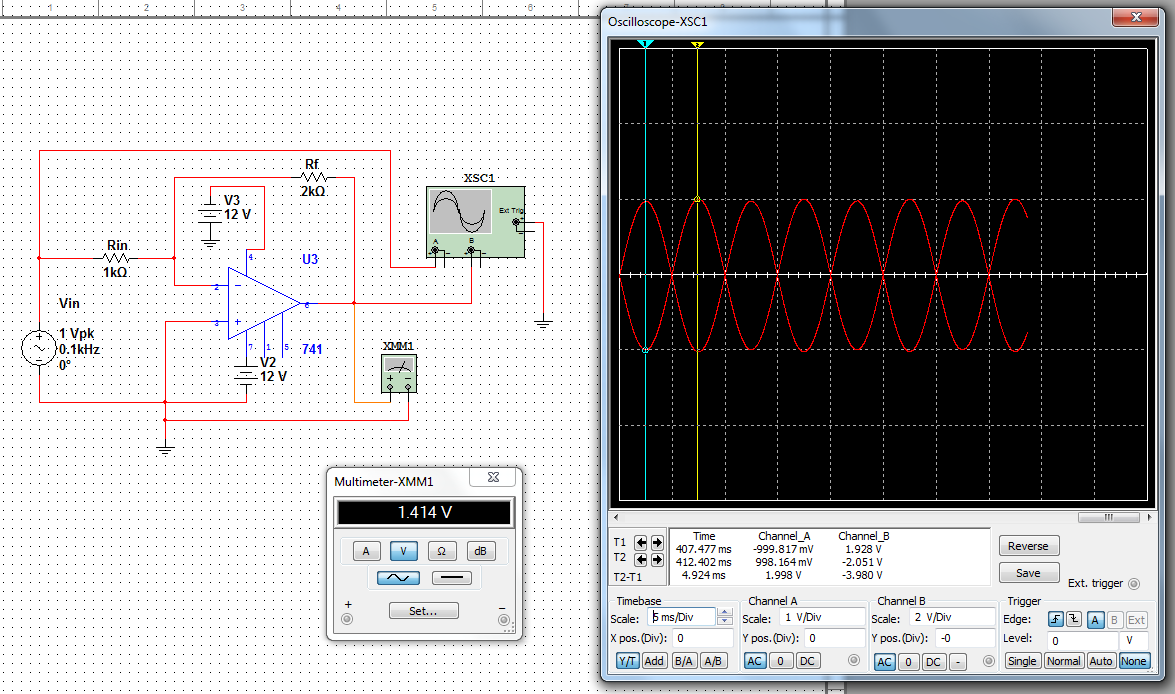 1 2 3 4 5 6
Rf
2kΩ
V3
12 V
Rin
1kΩ
U3
4
2
3
6
7 1 5
741
V2
12 V
Vin
1 Vpk
0.1kHz
0°
XSC1
Ext Trig
A B
XMM1
Multimeter-XMM1
1.414 V
A V Ω dB
+ Set... −
Oscilloscope-XSC1
1 2
Time Channel_A Channel_B
T1 407.477 ms -999.817 mV 1.928 V
T2 412.402 ms 998.164 mV -2.051 V
T2-T1 4.924 ms 1.998 V -3.980 V
Reverse
Save
Ext. trigger
Timebase
Scale: 5 ms/Div
X pos.(Div): 0
Y/T Add B/A A/B
Channel A
Scale: 1 V/Div
Y pos.(Div): 0
AC 0 DC
Channel B
Scale: 2 V/Div
Y pos.(Div): -0
AC 0 DC -
Trigger
Edge: A B Ext
Level: 0 V
Single Normal Auto None